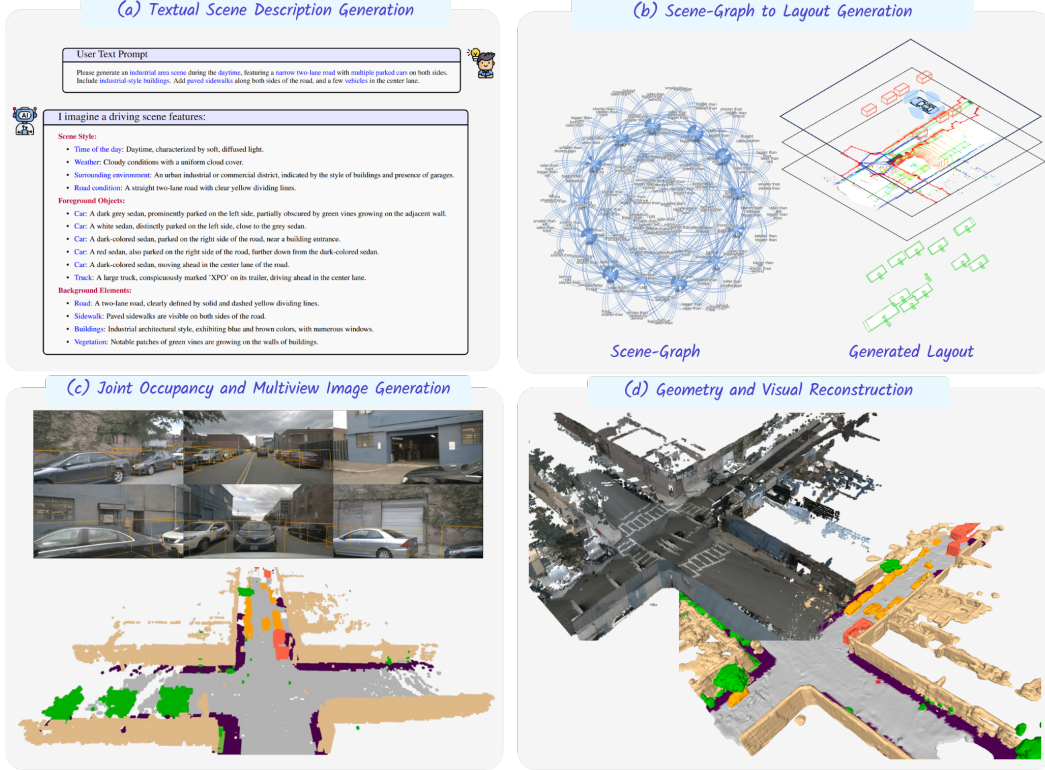 (a) Textual Scene Description Generation
User Text Prompt
Please generate an industrial area scene during the daytime, featuring a narrow two-lane road with multiple parked cars on both sides.
Include industrial-style buildings. Add paved sidewalks along both sides of the road, and a few vehicles in the center lane.
AI
I imagine a driving scene features:
Scene Style:
• Time of the day: Daytime, characterized by soft, diffused light.
• Weather: Cloudy conditions with a uniform cloud cover.
• Surrounding environment: An urban industrial or commercial district, indicated by the style of buildings and presence of garages.
• Road condition: A straight two-lane road with clear yellow dividing lines.
Foreground Objects:
• Car: A dark grey sedan, prominently parked on the left side, partially obscured by green vines growing on the adjacent wall.
• Car: A white sedan, distinctly parked on the left side, close to the grey sedan.
• Car: A dark-colored sedan, parked on the right side of the road, near a building entrance.
• Car: A red sedan, also parked on the right side of the road, farther down from the dark-colored sedan.
• Car: A dark-colored sedan, moving ahead in the center lane of the road.
• Truck: A large truck, conspicuously marked 'XPO' on its trailer, driving ahead in the center lane.
Background Elements:
• Road: A two-lane road, clearly defined by solid and dashed yellow dividing lines.
• Sidewalk: Paved sidewalks are visible on both sides of the road.
• Buildings: Industrial architectural style, exhibiting blue and brown colors, with numerous windows.
• Vegetation: Notable patches of green vines are growing on the walls of buildings.
(b) Scene-Graph to Layout Generation
Scene-Graph
Generated Layout
(c) Joint Occupancy and Multiview Image Generation
(d) Geometry and Visual Reconstruction